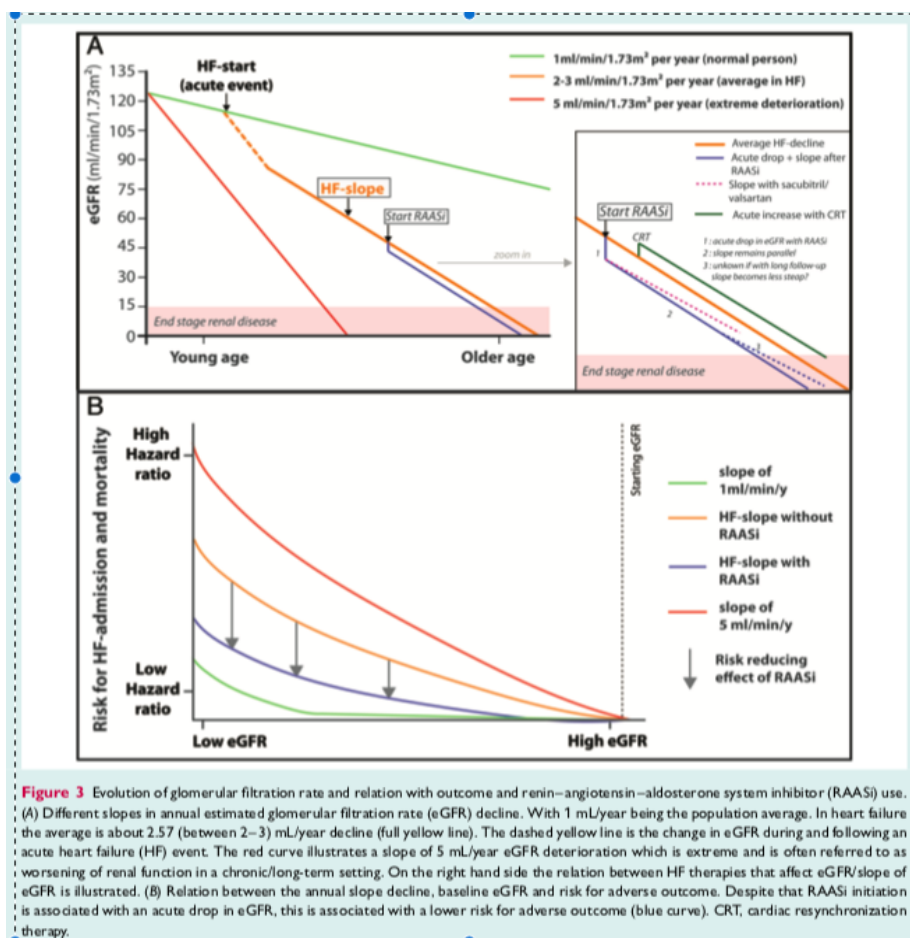 A
eGFR (ml/min/1.73m²)
135
120
105
90
75
60
45
30
15
0
HF-start
(acute event)
HF-slope
Start RAASi
zoom in
End stage renal disease
Young age
Older age
1ml/min/1.73m² per year (normal person)
2-3 ml/min/1.73m² per year (average in HF)
5 ml/min/1.73m² per year (extreme deterioration)
Average HF-decline
Acute drop + slope after
RAASi
Slope with sacubitril/
valsartan
Acute increase with CRT
Start RAASi
CRT
1 : acute drop in eGFR with RAASi
2 : slope remains parallel
3 : unkown if with long follow-up
slope becomes less steep?
1
2
3
End stage renal disease
B
Risk for HF-admission and mortality
High
Hazard
ratio
Low
Hazard
ratio
Low eGFR
High eGFR
Starting eGFR
slope of
1ml/min/y
HF-slope without
RAASi
HF-slope with
RAASi
slope of
5 ml/min/y
Risk reducing
effect of RAASi
Figure 3 Evolution of glomerular filtration rate and relation with outcome and renin–angiotensin–aldosterone system inhibitor (RAASi) use.
(A) Different slopes in annual estimated glomerular filtration rate (eGFR) decline. With 1 mL/year being the population average. In heart failure
the average is about 2.57 (between 2–3) mL/year decline (full yellow line). The dashed yellow line is the change in eGFR during and following an
acute heart failure (HF) event. The red curve illustrates a slope of 5 mL/year eGFR deterioration which is extreme and is often referred to as
worsening of renal function in a chronic/long-term setting. On the right hand side the relation between HF therapies that affect eGFR/slope of
eGFR is illustrated. (B) Relation between the annual slope decline, baseline eGFR and risk for adverse outcome. Despite that RAASi initiation
is associated with an acute drop in eGFR, this is associated with a lower risk for adverse outcome (blue curve). CRT, cardiac resynchronization
therapy.